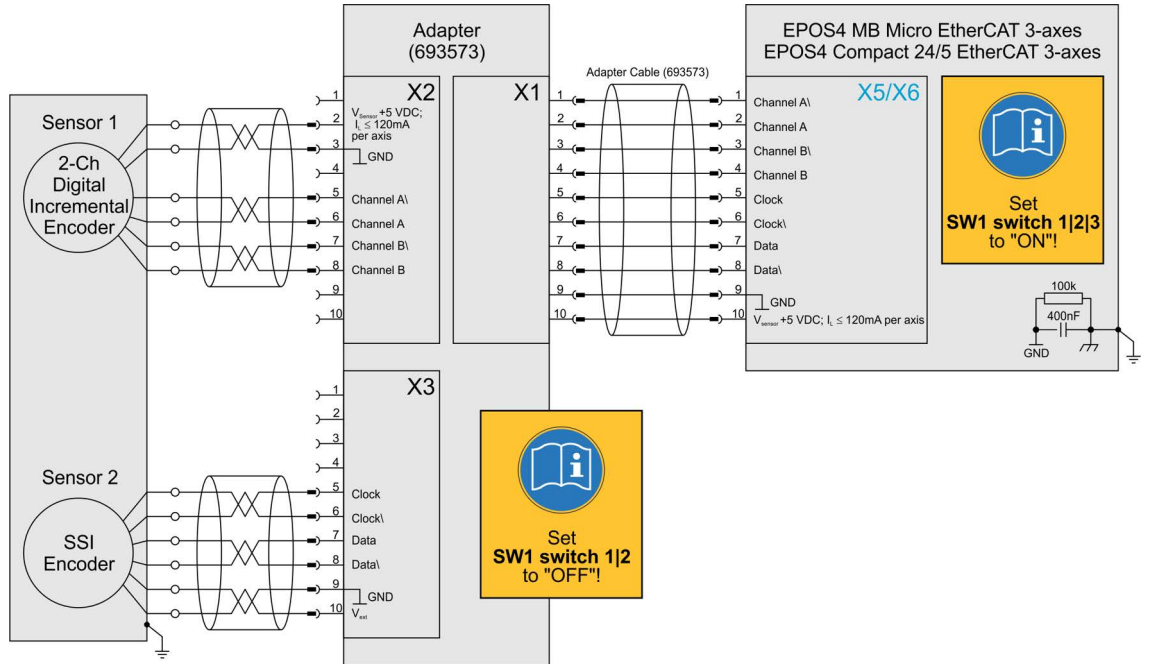 Adapter
(693573)
EPOS4 MB Micro EtherCAT 3-axes
EPOS4 Compact 24/5 EtherCAT 3-axes
Adapter Cable (693573)
Sensor 1
2-Ch
Digital
Incremental
Encoder
X2
1
2
3
4
5
6
7
8
9
10
V Sensor +5 VDC;
I L ≤ 120mA
per axis
GND
Channel A\
Channel A
Channel B\
Channel B
X1
1
2
3
4
5
6
7
8
9
10
X5/X6
1 Channel A\
2 Channel A
3 Channel B\
4 Channel B
5 Clock
6 Clock\
7 Data
8 Data\
9 GND
10 V sensor +5 VDC; I L ≤ 120mA per axis
i
Set
SW1 switch 1|2|3
to "ON"!
100k
400nF
GND
Sensor 2
SSI
Encoder
X3
1
2
3
4
5 Clock
6 Clock\
7 Data
8 Data\
9 GND
10 V ext
i
Set
SW1 switch 1|2
to "OFF"!